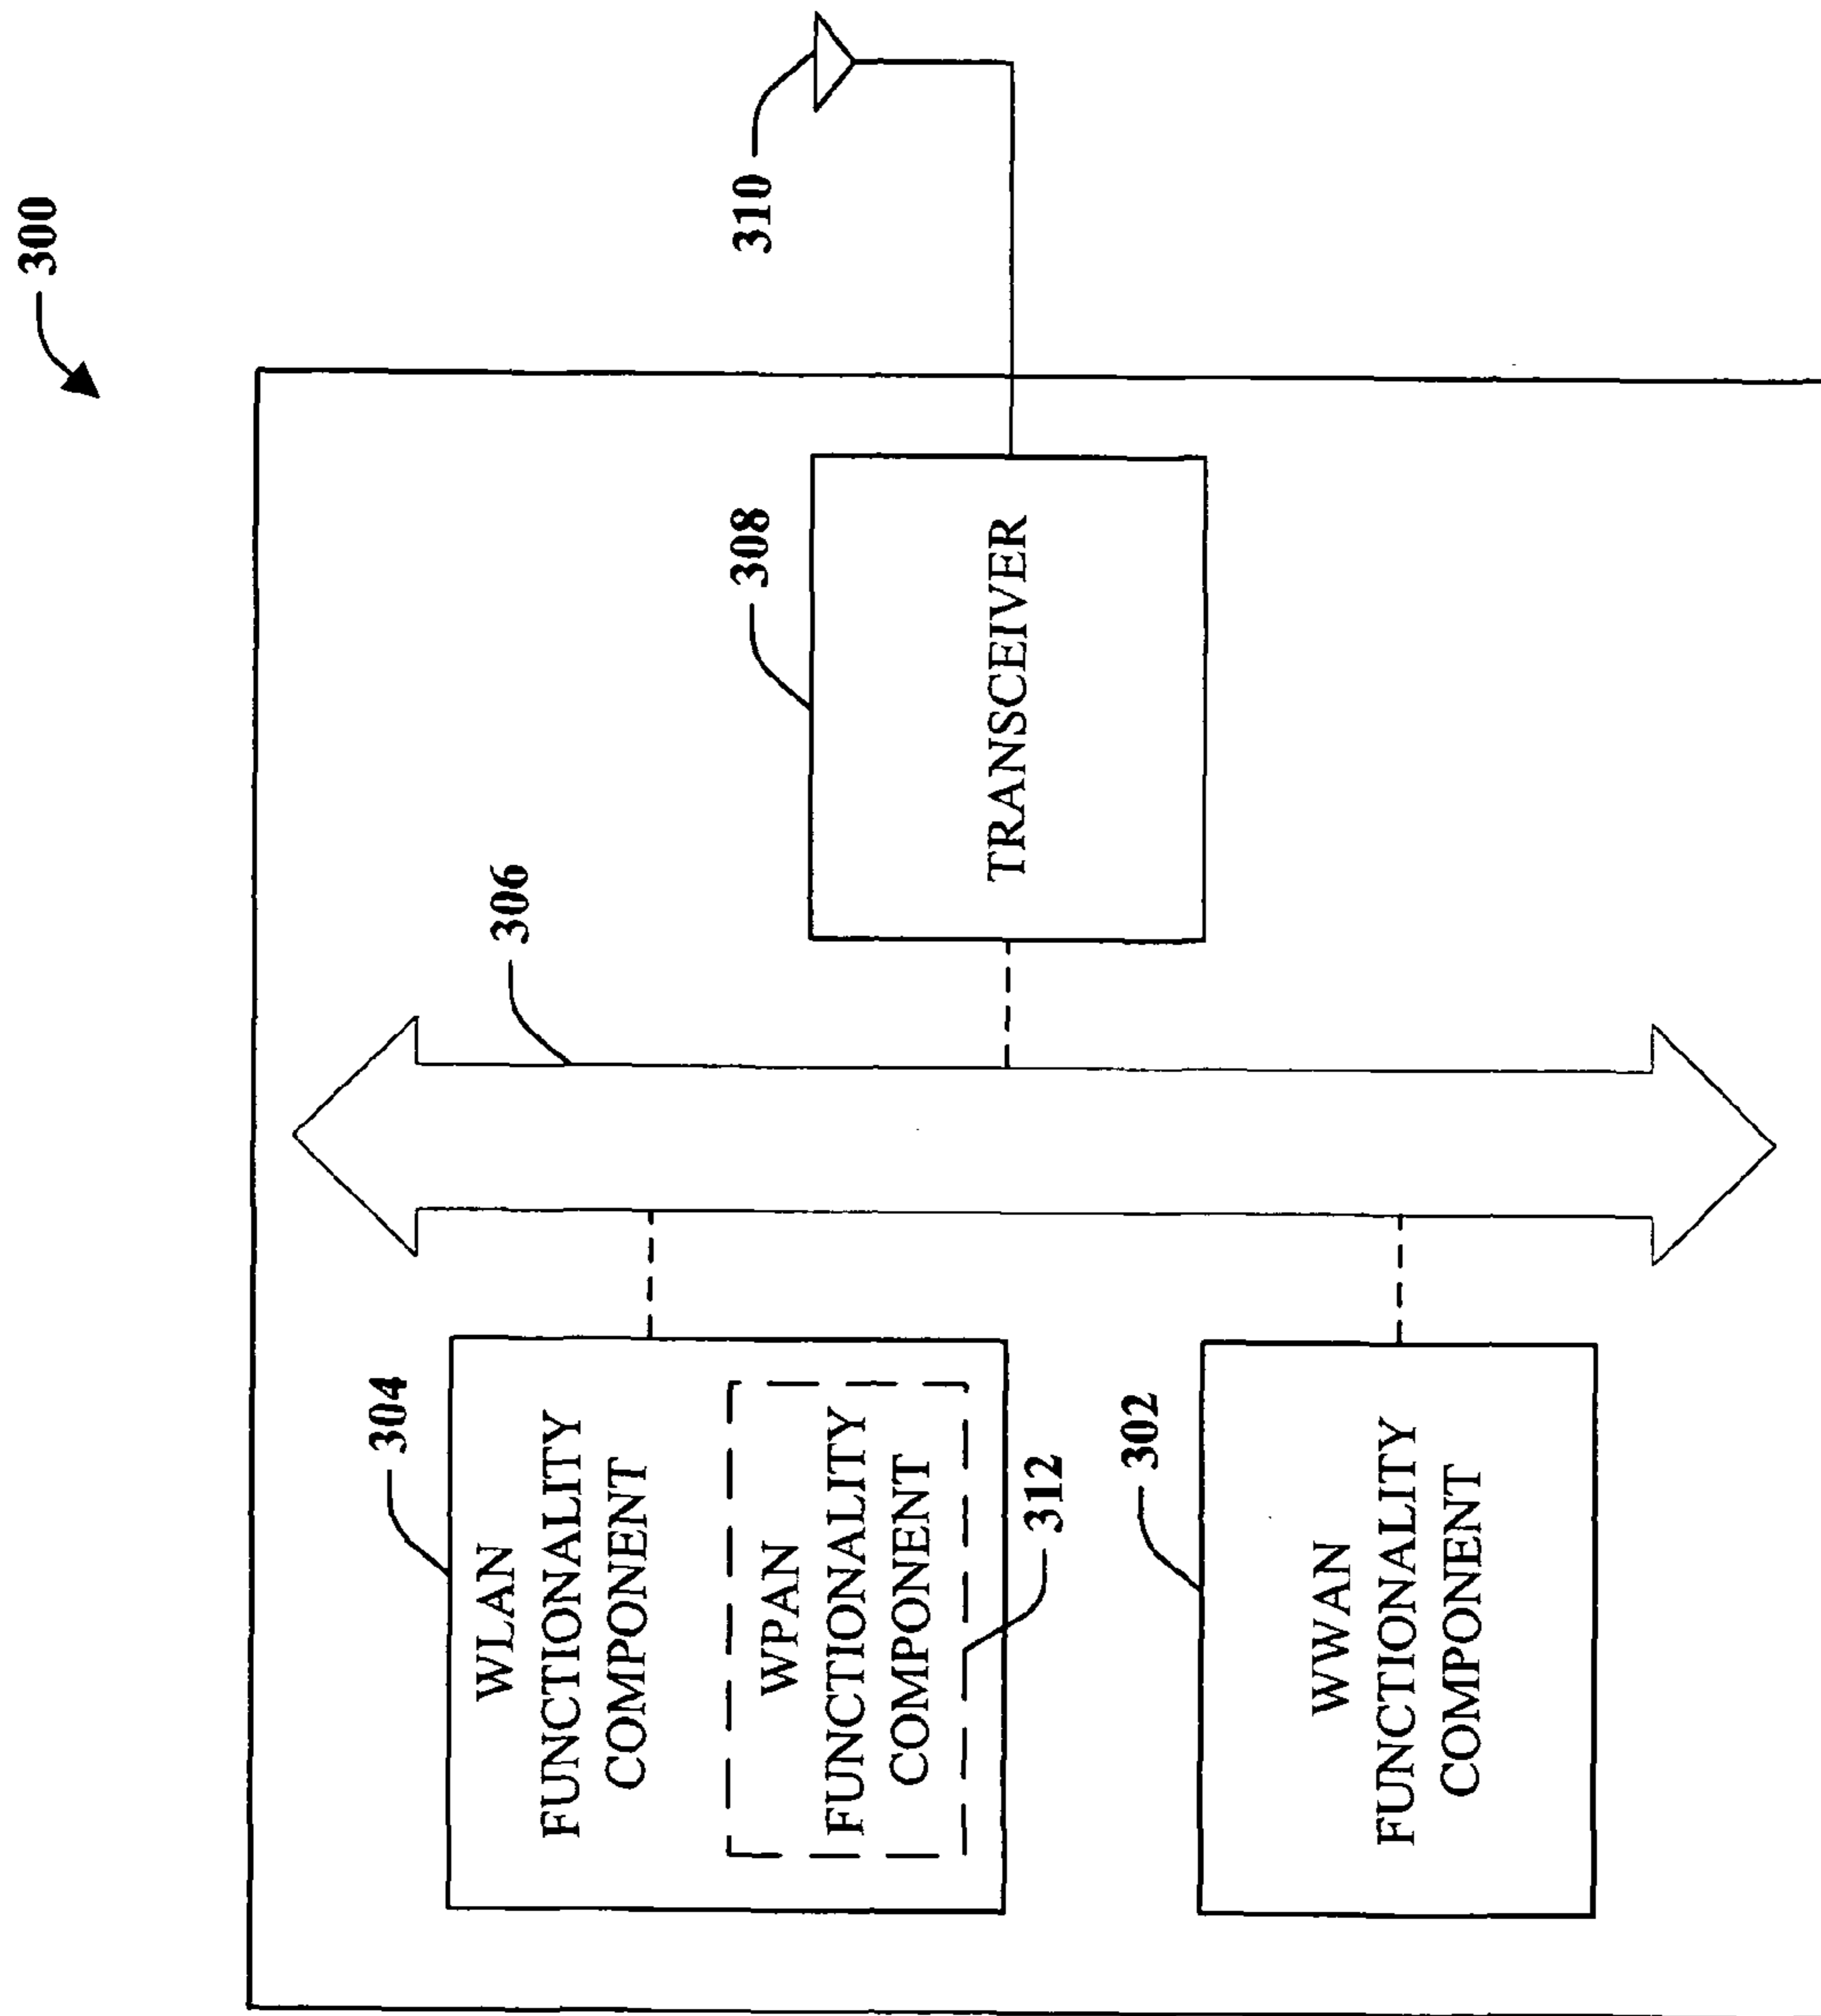 300
310
308
TRANSCEIVER
306
304
WLAN
FUNCTIONALITY
COMPONENT
WPAN
FUNCTIONALITY
COMPONENT
312
302
WWAN
FUNCTIONALITY
COMPONENT